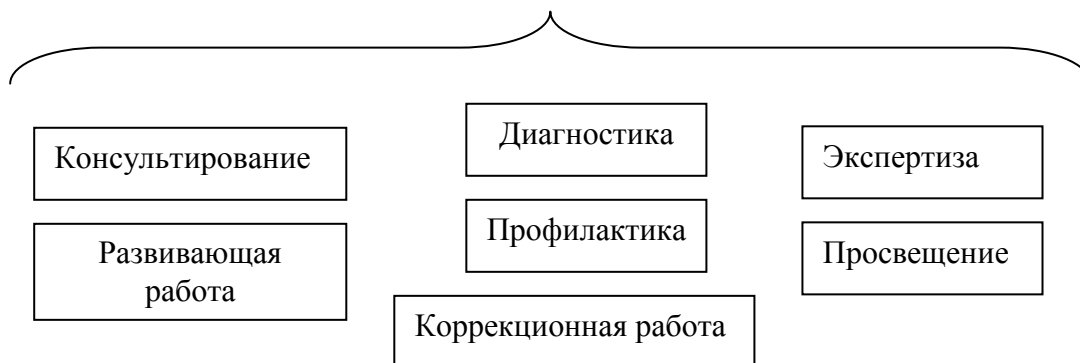 Консультирование
Развивающая
работа
Диагностика
Профилактика
Коррекционная работа
Экспертиза
Просвещение